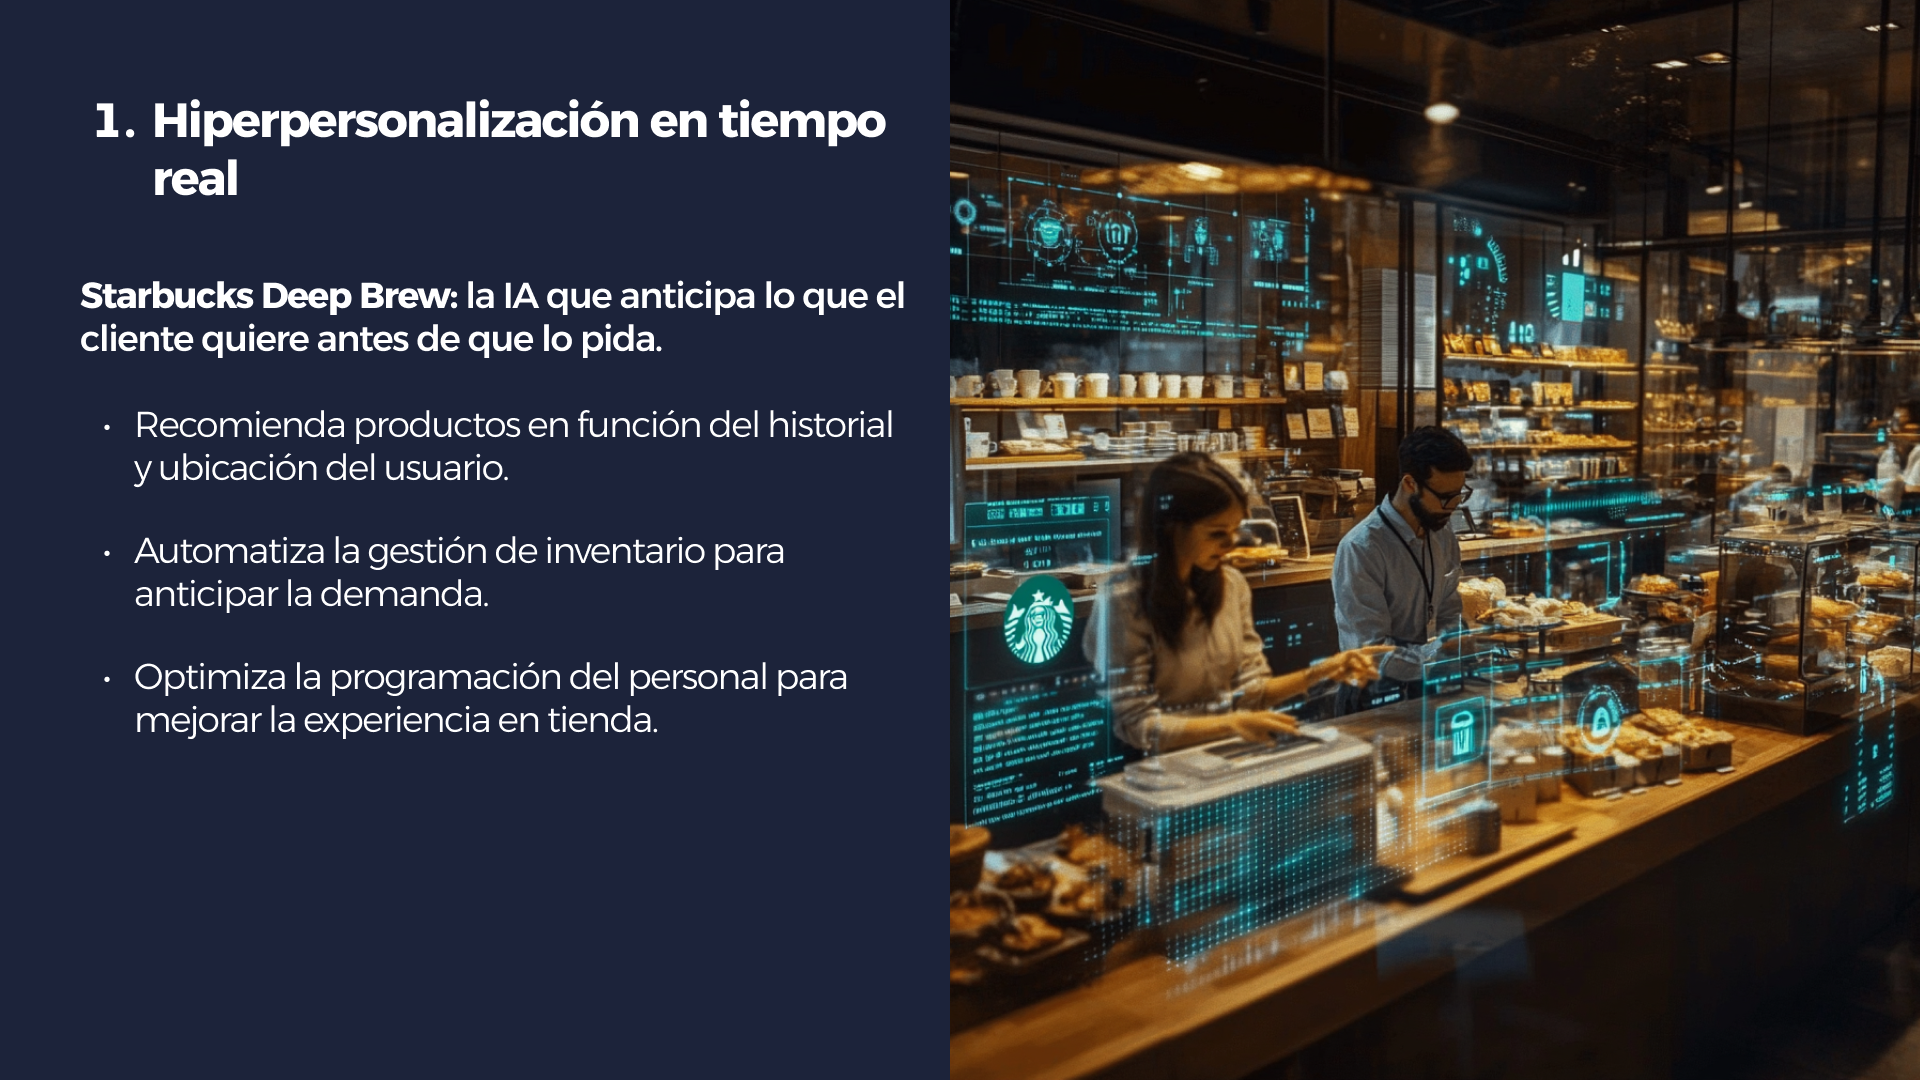 1. Hiperpersonalización en tiempo
real
Starbucks Deep Brew: la IA que anticipa lo que el
cliente quiere antes de que lo pida.
• Recomienda productos en función del historial
y ubicación del usuario.
• Automatiza la gestión de inventario para
anticipar la demanda.
• Optimiza la programación del personal para
mejorar la experiencia en tienda.